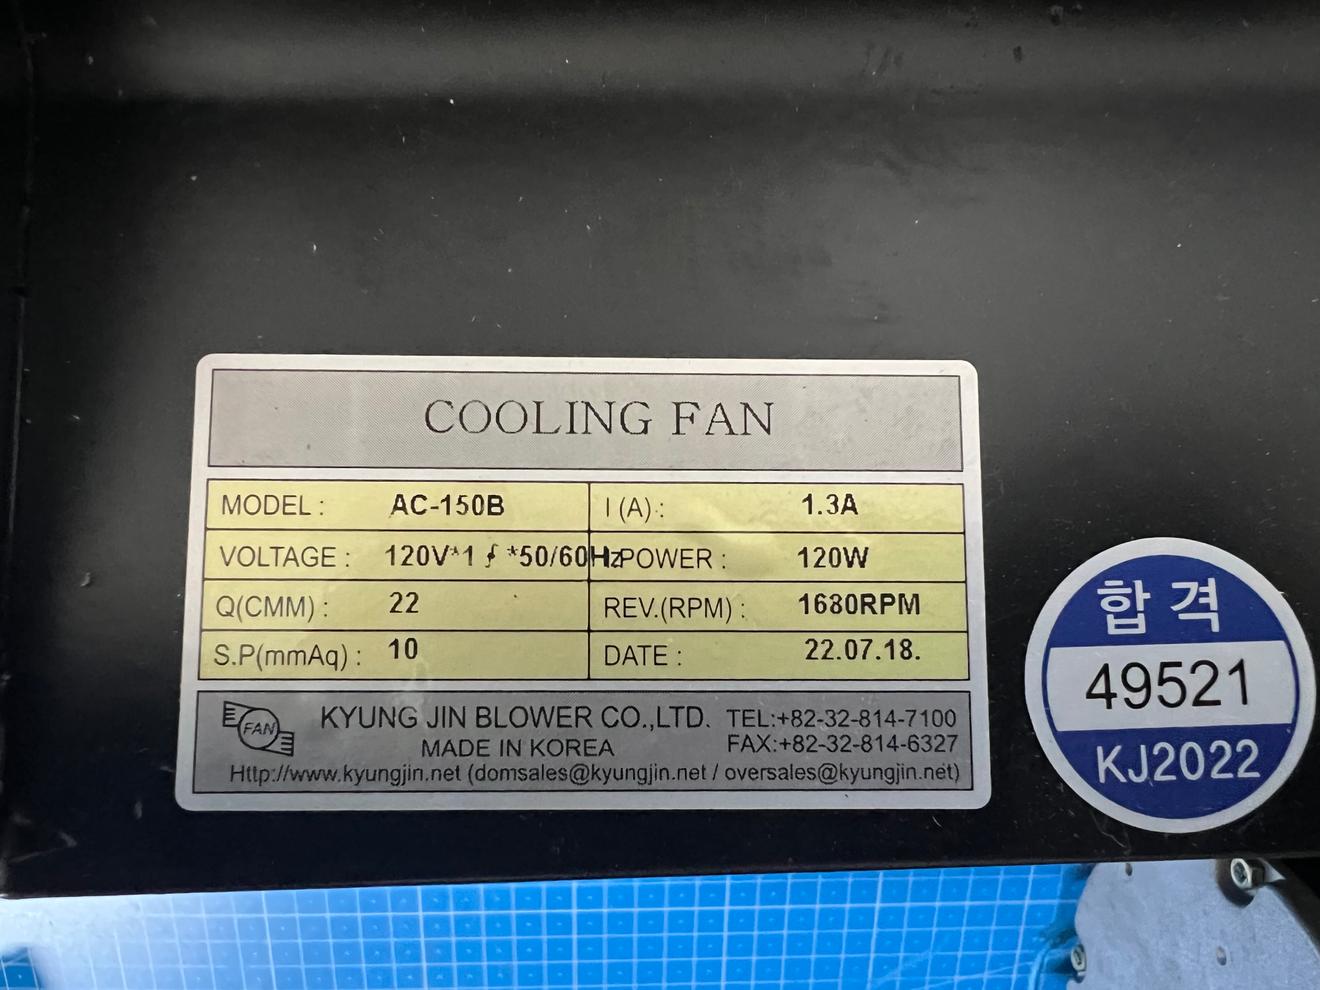 COOLING FAN
MODEL : AC-150B I (A) : 1.3A
VOLTAGE : 120V*1 ∮ *50/60Hz POWER : 120W
Q(CMM) : 22 REV.(RPM) : 1680RPM
S.P(mmAq) : 10 DATE : 22.07.18.
FAN
KYUNG JIN BLOWER CO.,LTD. TEL:+82-32-814-7100
MADE IN KOREA FAX:+82-32-814-6327
Http://www.kyungjin.net (domsales@kyungjin.net / oversales@kyungjin.net)
합격
49521
KJ2022